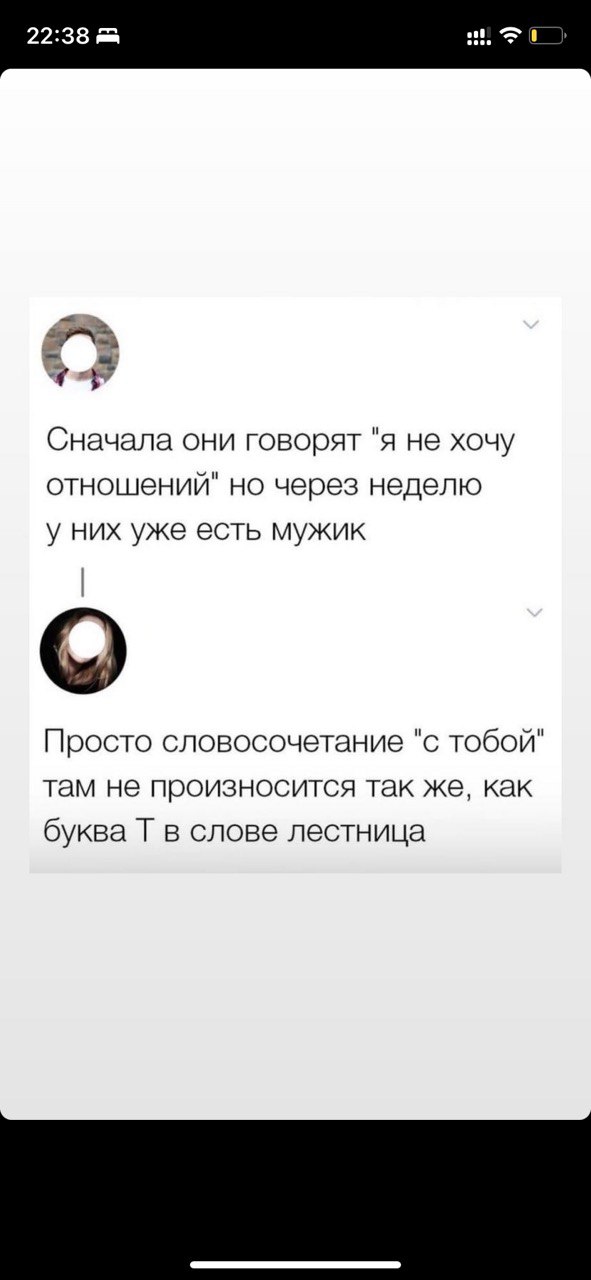 22:38
Сначала они говорят "я не хочу
отношений" но через неделю
у них уже есть мужик
Просто словосочетание "с тобой"
там не произносится так же, как
буква Т в слове лестница